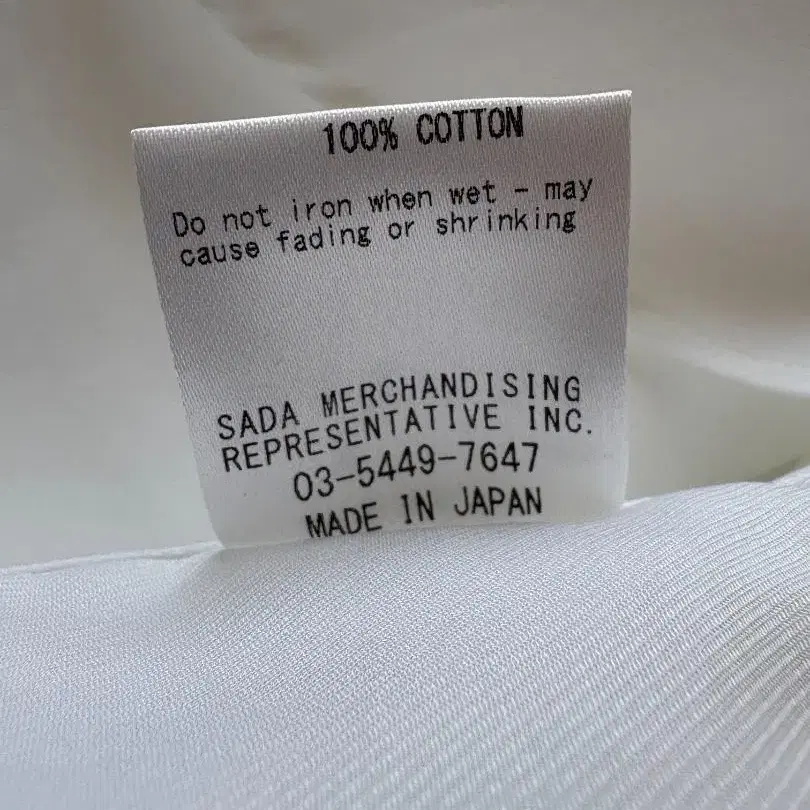 100% COTTON
Do not iron when wet - may
cause fading or shrinking
SADA MERCHANDISING
REPRESENTATIVE INC.
03-5449-7647
MADE IN JAPAN